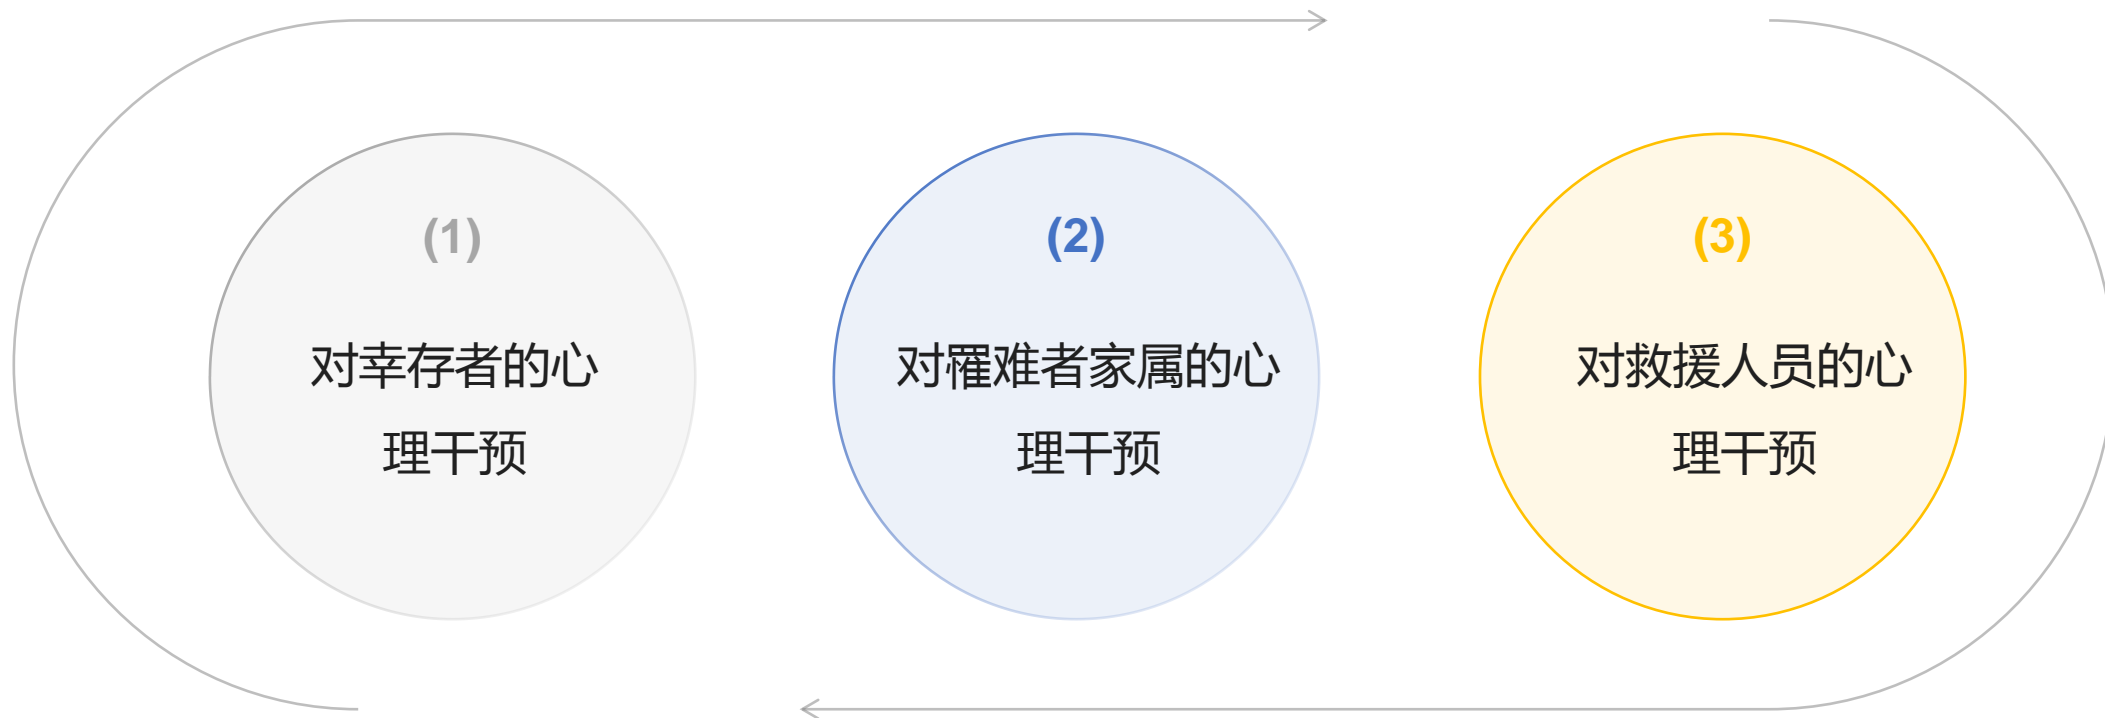 (1)
对幸存者的心
理干预
(2)
对罹难者家属的心
理干预
(3)
对救援人员的心
理干预